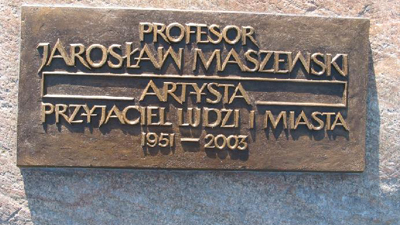 PROFESOR
JAROSŁAW MASZEWSKI
ARTYSTA
PRZYJACIEL LUDZI I MIASTA
1951 — 2003